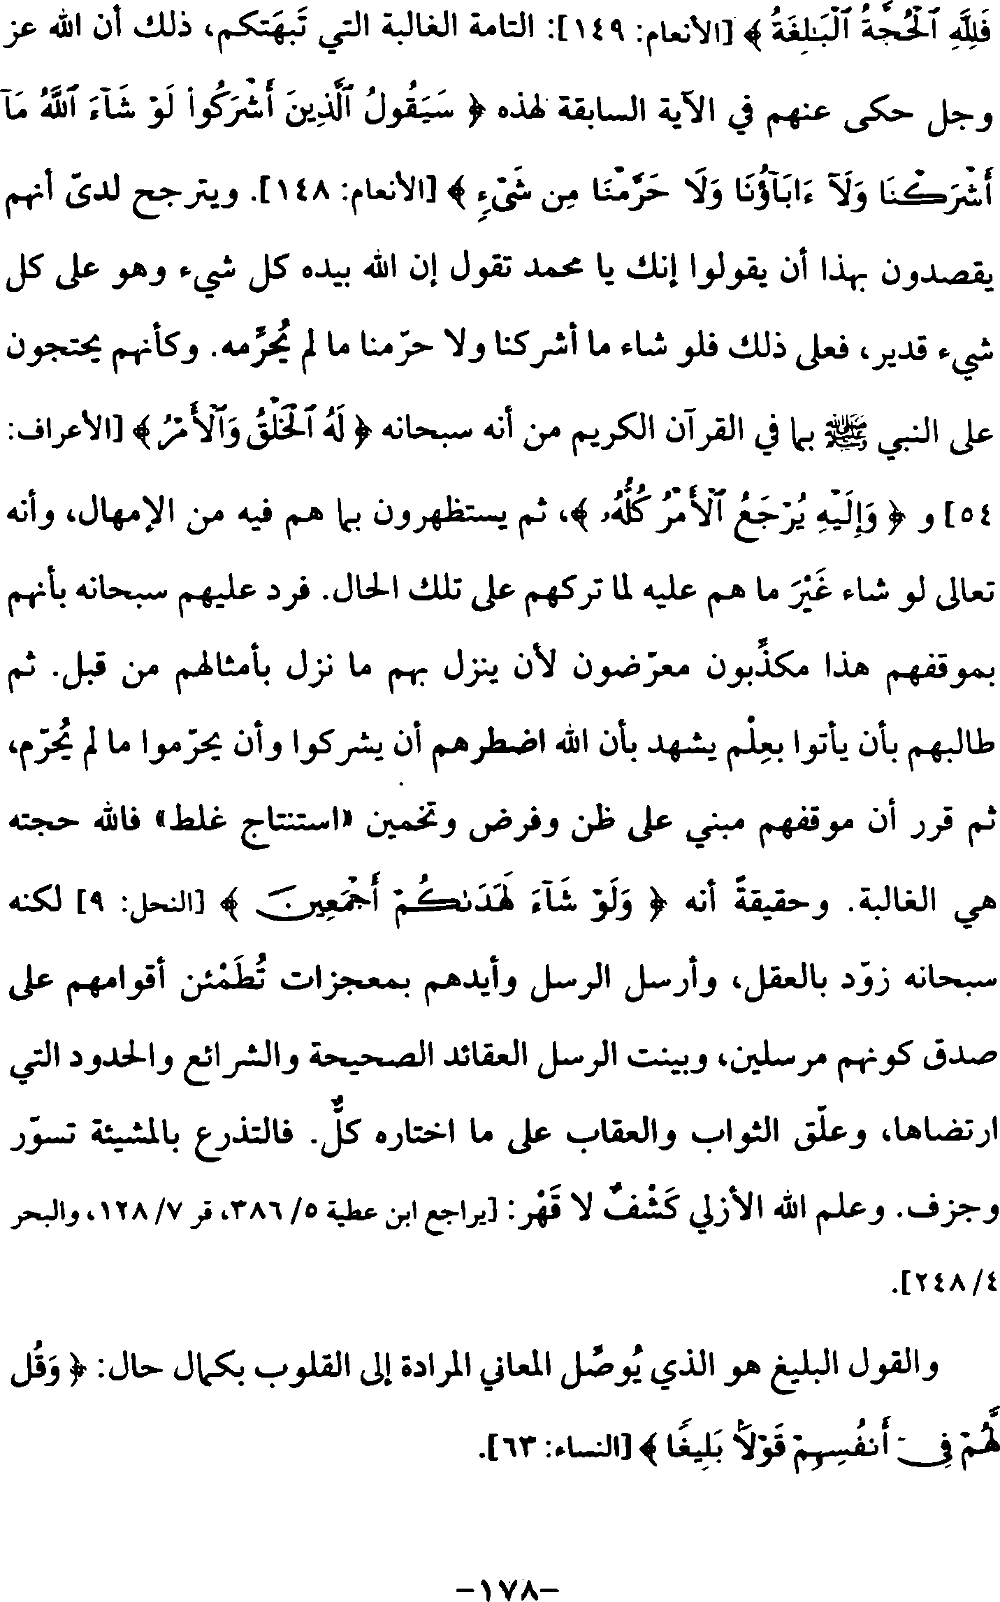 فَلِلَّهِ ٱلْحُجَّةُ ٱلْبَـٰلِغَةُ ﴾ [الأنعام: ١٤٩]: التامة الغالبة التي تَبهَتكم، ذلك أن الله عز
وجل حكى عنهم في الآية السابقة لهذه ﴿ سَيَقُولُ ٱلَّذِينَ أَشْرَكُوا۟ لَوْ شَآءَ ٱللَّهُ مَآ
أَشْرَكْنَا وَلَآ ءَابَآؤُنَا وَلَا حَرَّمْنَا مِن شَىْءٍ ﴾ [الأنعام: ١٤٨]. ويترجح لدىّ أنهم
يقصدون بهذا أن يقولوا إنك يا محمد تقول إن الله بيده كل شيء وهو على كل
شيء قدير، فعلى ذلك فلو شاء ما أشركنا ولا حرّمنا ما لم يُحرَّمه. وكأنهم يحتجون
على النبي ﷺ بما في القرآن الكريم من أنه سبحانه ﴿ لَهُ ٱلْخَلْقُ وَٱلْأَمْرُ ﴾ [الأعراف:
٥٤] و ﴿ وَإِلَيْهِ يُرْجَعُ ٱلْأَمْرُ كُلُّهُۥ ﴾، ثم يستظهرون بما هم فيه من الإمهال، وأنه
تعالى لو شاء غَيْرَ ما هم عليه لما تركهم على تلك الحال. فرد عليهم سبحانه بأنهم
بموقفهم هذا مكذِّبون معرّضون لأن ينزل بهم ما نزل بأمثالهم من قبل. ثم
طالبهم بأن يأتوا بعِلْم يشهد بأن الله اضطرهم أن يشركوا وأن يحرّموا ما لم يُحَرّم،
ثم قرر أن موقفهم مبني على ظن وفرض وتخمين «استنتاج غلط» فالله حجته
هي الغالبة. وحقيقةً أنه ﴿ وَلَوْ شَآءَ لَهَدَىٰكُمْ أَجْمَعِينَ ﴾ [النحل: ٩] لكنه
سبحانه زوّد بالعقل، وأرسل الرسل وأيدهم بمعجزات تُطَمْئن أقوامهم على
صدق كونهم مرسلين، وبينت الرسل العقائد الصحيحة والشرائع والحدود التي
ارتضاها، وعلّق الثواب والعقاب على ما اختاره كلٌّ. فالتذرع بالمشيئة تسوّر
وجزف. وعلم الله الأزلي كَشْفٌ لا قَهْر: [يراجع ابن عطية ٥/ ٣٨٦، قر ٧/ ١٢٨، والبحر
٤/ ٢٤٨].
والقول البليغ هو الذي يُوصَّل المعاني المرادة إلى القلوب بكمال حال: ﴿ وَقُل
لَّهُمْ فِىٓ أَنفُسِهِمْ قَوْلًۢا بَلِيغًا ﴾ [النساء: ٦٣].
-١٧٨-